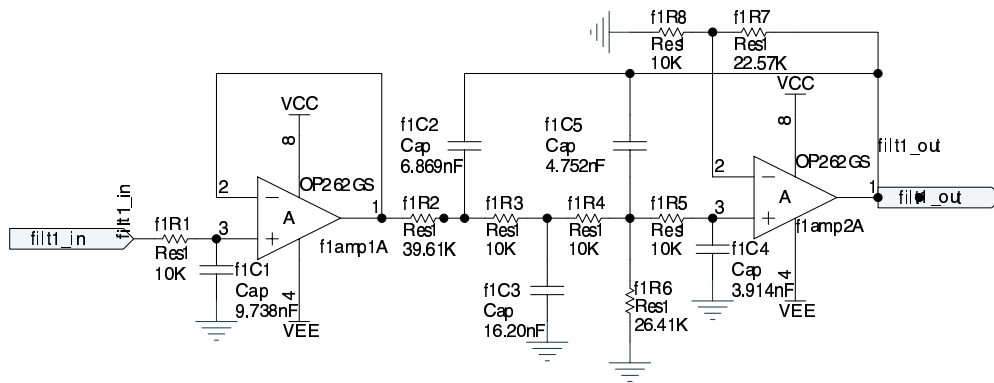 f1R8
Res1
10K
f1R7
Res1
22.57K
VCC
8
f1C2
Cap
6.869nF
f1C5
Cap
4.752nF
VCC
8
filt1_out
2
OP262GS
A
1
3
f1amp1A
4
VEE
filt1_in
filt1_in
f1R1
Res1
10K
f1C1
Cap
9.738nF
f1R2
Res1
39.61K
f1R3
Res1
10K
f1R4
Res1
10K
f1R5
Res1
10K
2
OP262GS
A
1
3
f1amp2A
4
VEE
filt1_out
f1C3
Cap
16.20nF
f1R6
Res1
26.41K
f1C4
Cap
3.914nF